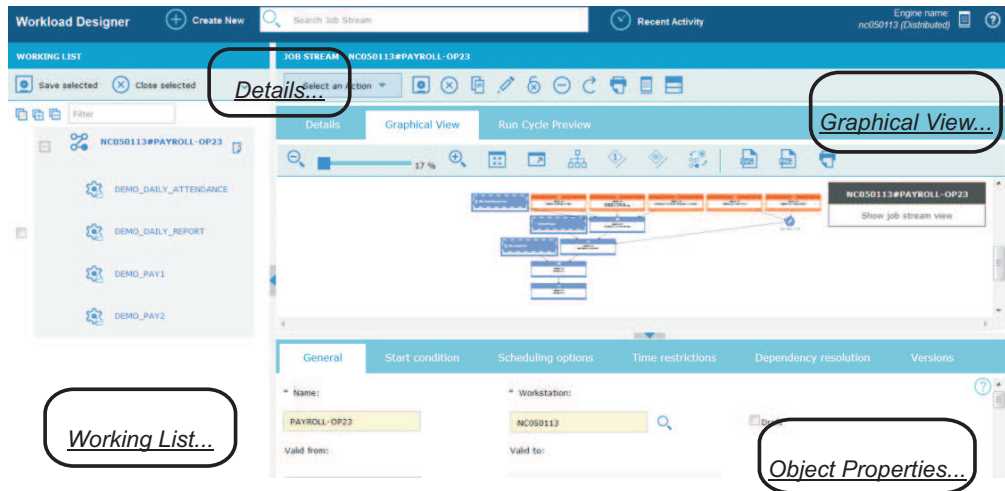 Workload Designer
Create New
Search Job Stream
Recent Activity
Engine name:
nc050113 (Distributed)
WORKING LIST
JOB STREAM NC050113#PAYROLL-OP23
Save selected
Close selected
Details...
Select an Action
Filter
Details
Graphical View
Run Cycle Preview
Graphical View...
NC050113#PAYROLL-OP23
17 %
DEMO_DAILY_ATTENDANCE
NC050113#PAYROLL-OP23
Show job stream view
DEMO_DAILY_REPORT
DEMO_PAY1
DEMO_PAY2
General
Start condition
Scheduling options
Time restrictions
Dependency resolution
Versions
* Name:
* Workstation:
PAYROLL-OP23
NC050113
Draft
Working List...
Valid from:
Valid to:
Object Properties...